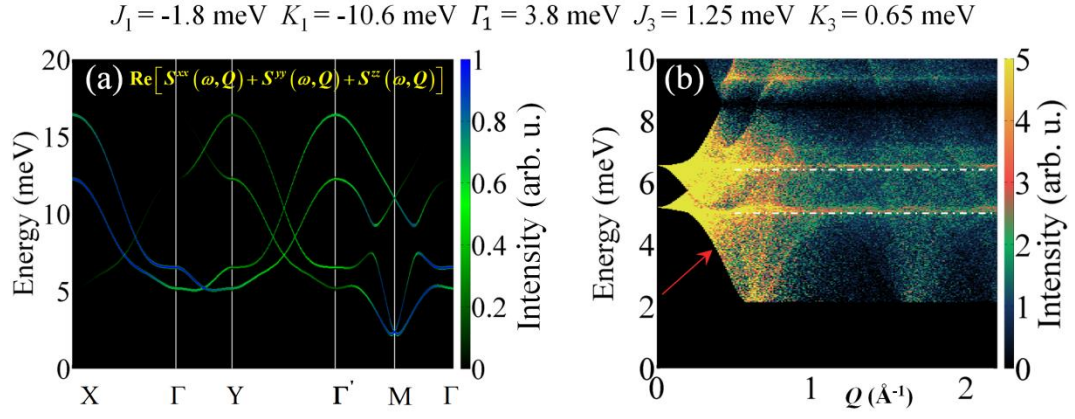 J₁ = -1.8 meV K₁ = -10.6 meV Γ₁ = 3.8 meV J₃ = 1.25 meV K₃ = 0.65 meV
(a) Re[Sˣˣ(ω,Q)+Sʸʸ(ω,Q)+Sᶻᶻ(ω,Q)]
Energy (meV)
20
15
10
5
0
X Γ Y Γ' M Γ
1
0.8
0.6
0.4
0.2
0
Intensity (arb. u.)
(b)
Energy (meV)
10
8
6
4
2
0
0 1 2
Q (Å⁻¹)
5
4
3
2
1
0
Intensity (arb. u.)